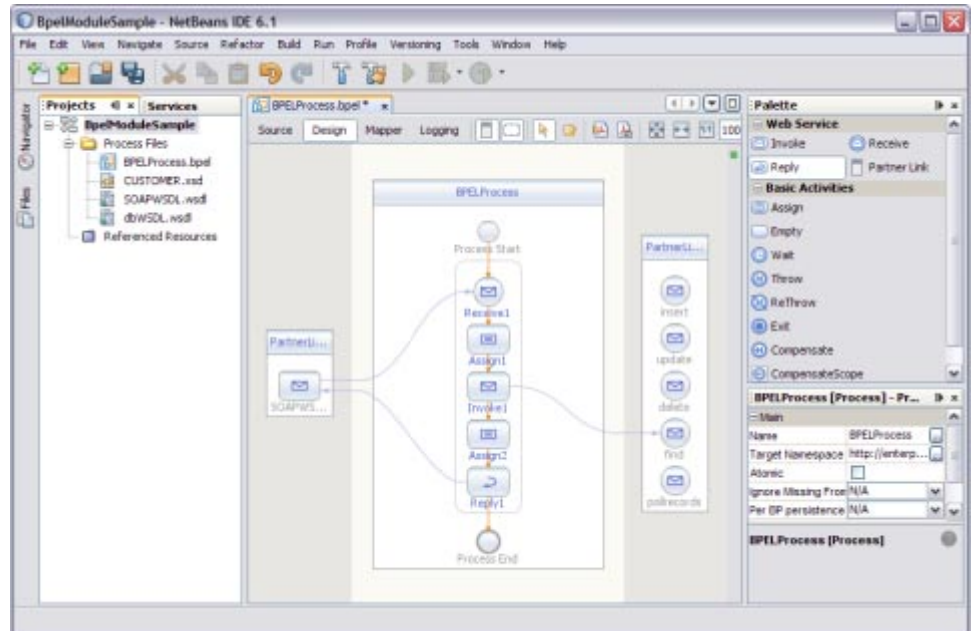 BpelModuleSample - NetBeans IDE 6.1
File Edit View Navigate Source Refactor Build Run Profile Versioning Tools Window Help
Projects Services
Navigator
Files
BpelModuleSample
Process Files
BPELProcess.bpel
CUSTOMER.xsd
SOAPWSDL.wsdl
dbWSDL.wsdl
Referenced Resources
BPELProcess.bpel *
Source Design Mapper Logging 100
BPELProcess
Process Start
Receive1
Assign1
Invoke1
Assign2
Reply1
Process End
PartnerLi...
SOAPWS...
PartnerLi...
insert
update
delete
find
pollrecords
Palette
Web Service
Invoke Receive
Reply Partner Link
Basic Activities
Assign
Empty
Wait
Throw
ReThrow
Exit
Compensate
CompensateScope
BPELProcess [Process] - Pr...
Main
Name BPELProcess
Target Namespace http://enterp...
Atomic
Ignore Missing From N/A
Per BP persistence N/A
BPELProcess [Process]